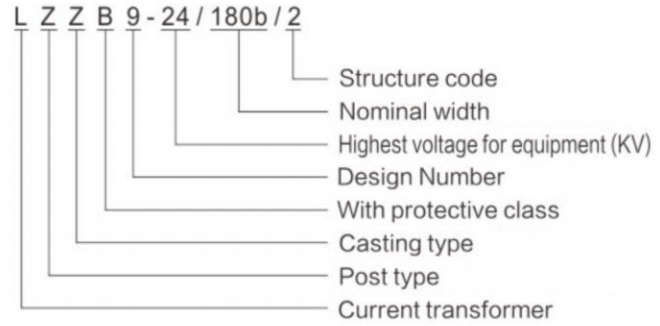 L Z Z B 9 - 24 / 180b / 2
Structure code
Nominal width
Highest voltage for equipment (KV)
Design Number
With protective class
Casting type
Post type
Current transformer